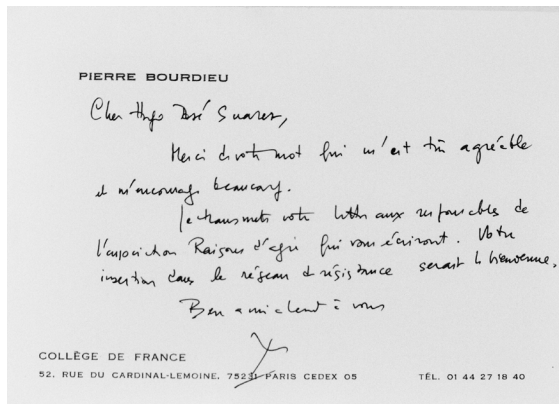 PIERRE BOURDIEU
Cher Hugo José Suarez,
Merci de votre mot qui m'est très agréable
et m'encourage beaucoup.
Je transmets votre lettre aux responsables de
l'association Raisons d'agir qui vous écriront. Votre
insertion dans le réseau de résistance serait la bienvenue.
Bien amicalement à vous
COLLÈGE DE FRANCE
52, RUE DU CARDINAL-LEMOINE, 75231 PARIS CEDEX 05 TÉL. 01 44 27 18 40